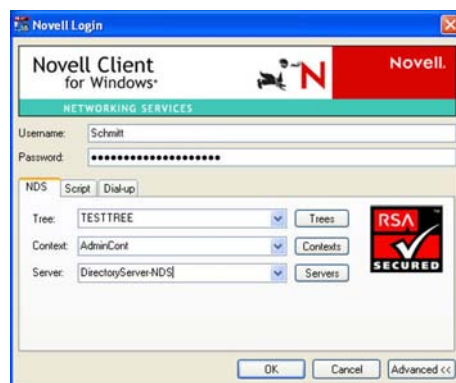 Novell Login
Novell Client
for Windows*
N
Novell.
NETWORKING SERVICES
Username: Schmitt
Password: ••••••••••••••••••••
NDS Script Dial-up
Tree: TESTTREE Trees
Context: AdminCont Contexts
Server: DirectoryServer-NDS Servers
RSA
SECURED
OK Cancel Advanced <<